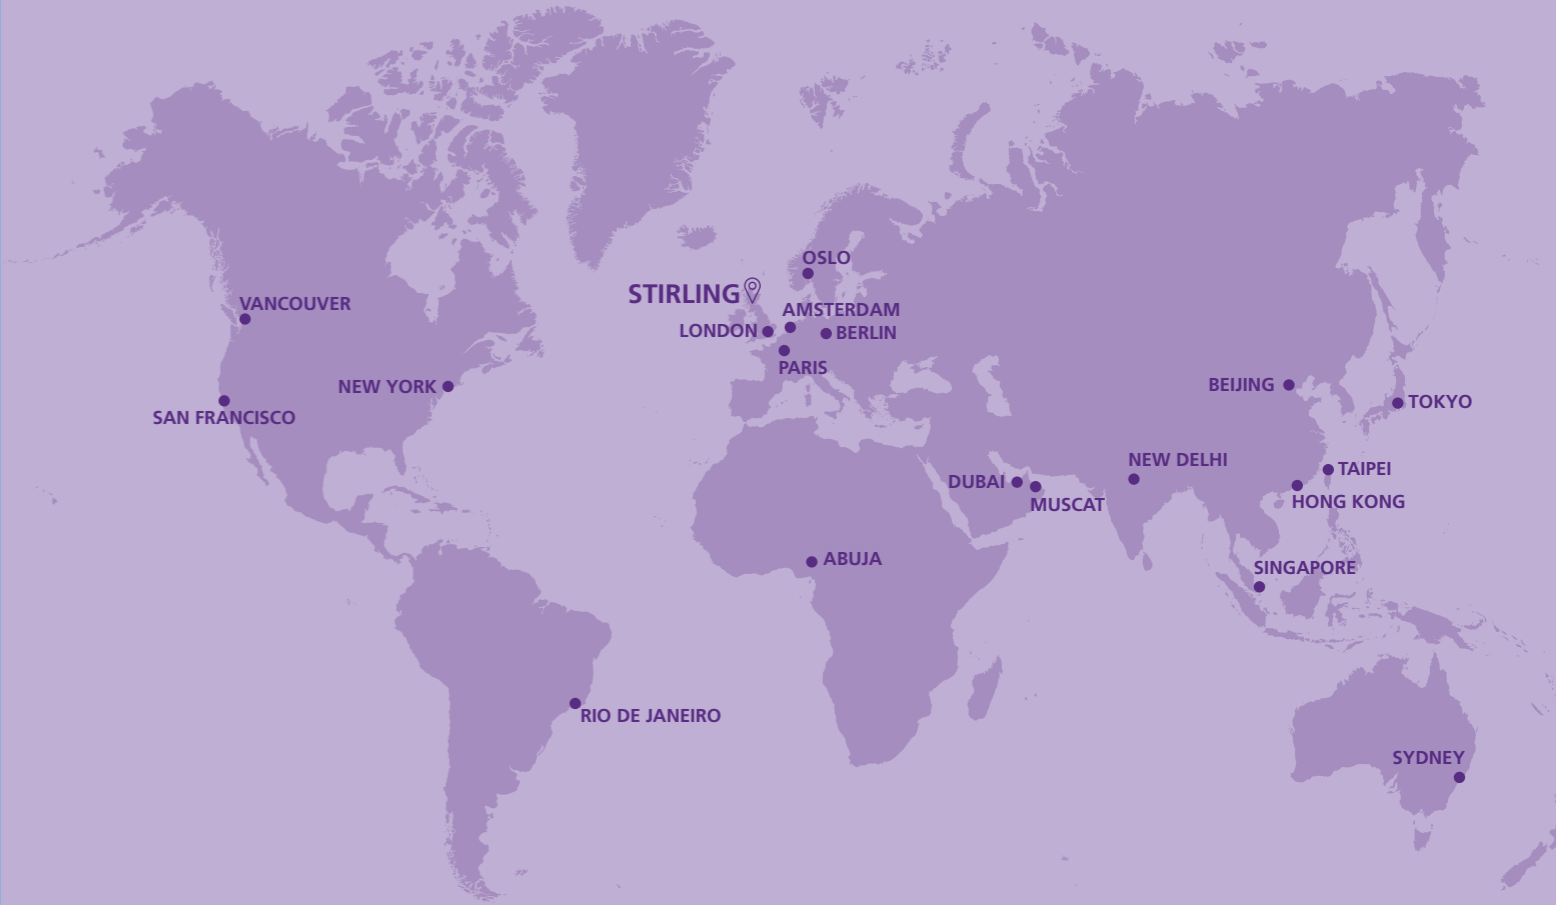 OSLO
STIRLING
VANCOUVER
AMSTERDAM
LONDON
BERLIN
PARIS
NEW YORK
BEIJING
TOKYO
SAN FRANCISCO
NEW DELHI
TAIPEI
DUBAI
MUSCAT
HONG KONG
ABUJA
SINGAPORE
RIO DE JANEIRO
SYDNEY